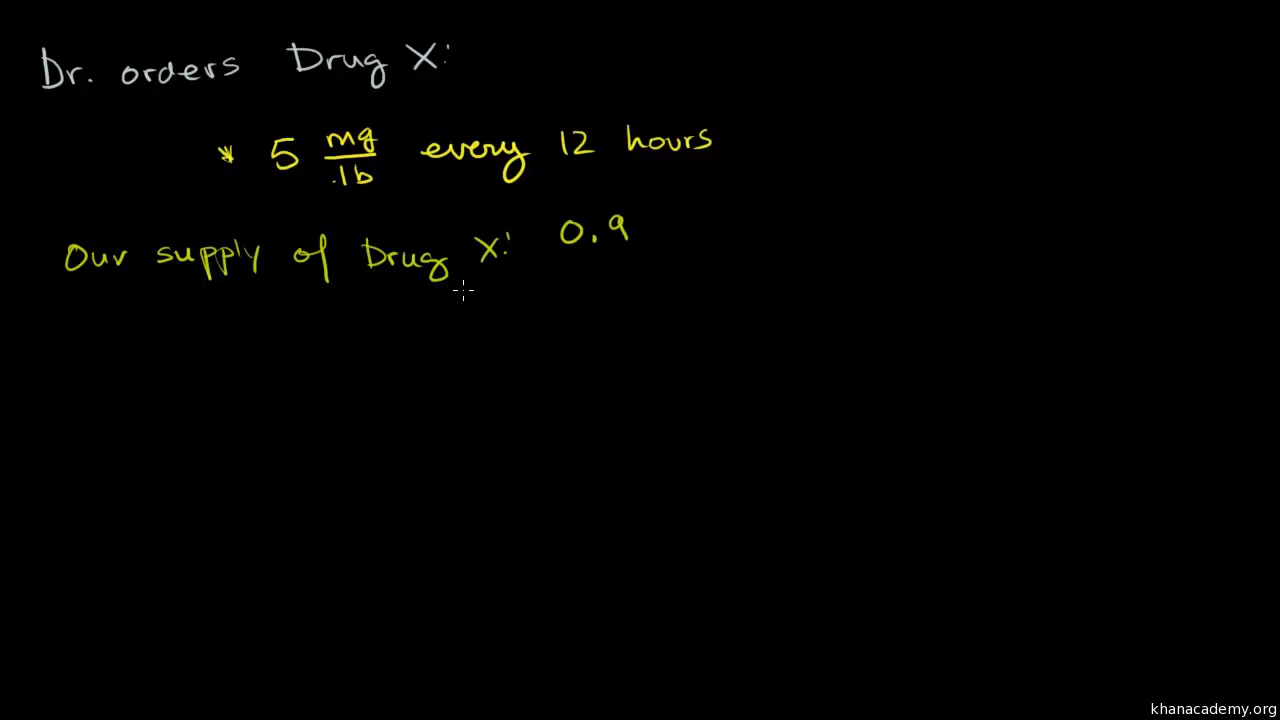 Dr. orders Drug X:
* 5 mg/lb every 12 hours
Our supply of Drug X: 0.9
khanacademy.org